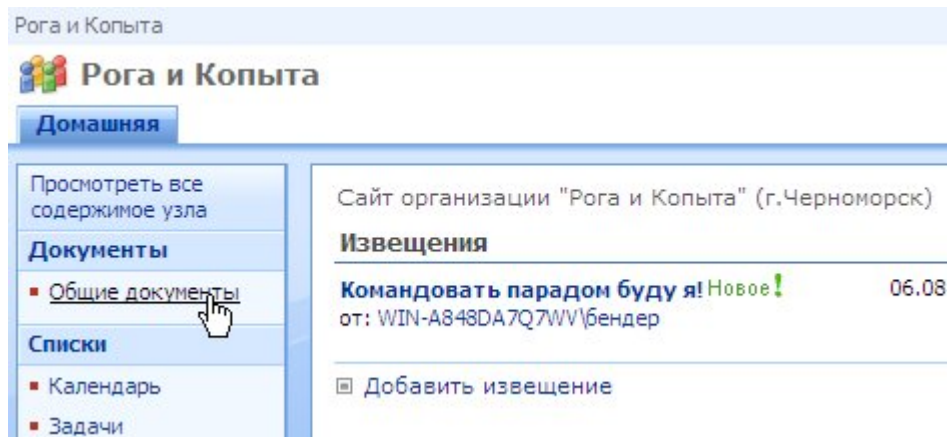 Рога и Копыта
Рога и Копыта
Домашняя
Просмотреть все
содержимое узла
Документы
Общие документы
Списки
Календарь
Задачи
Сайт организации "Рога и Копыта" (г.Черноморск)
Извещения
Командовать парадом буду я! Новое! 06.08
от: WIN-A848DA7Q7WV\бендер
Добавить извещение